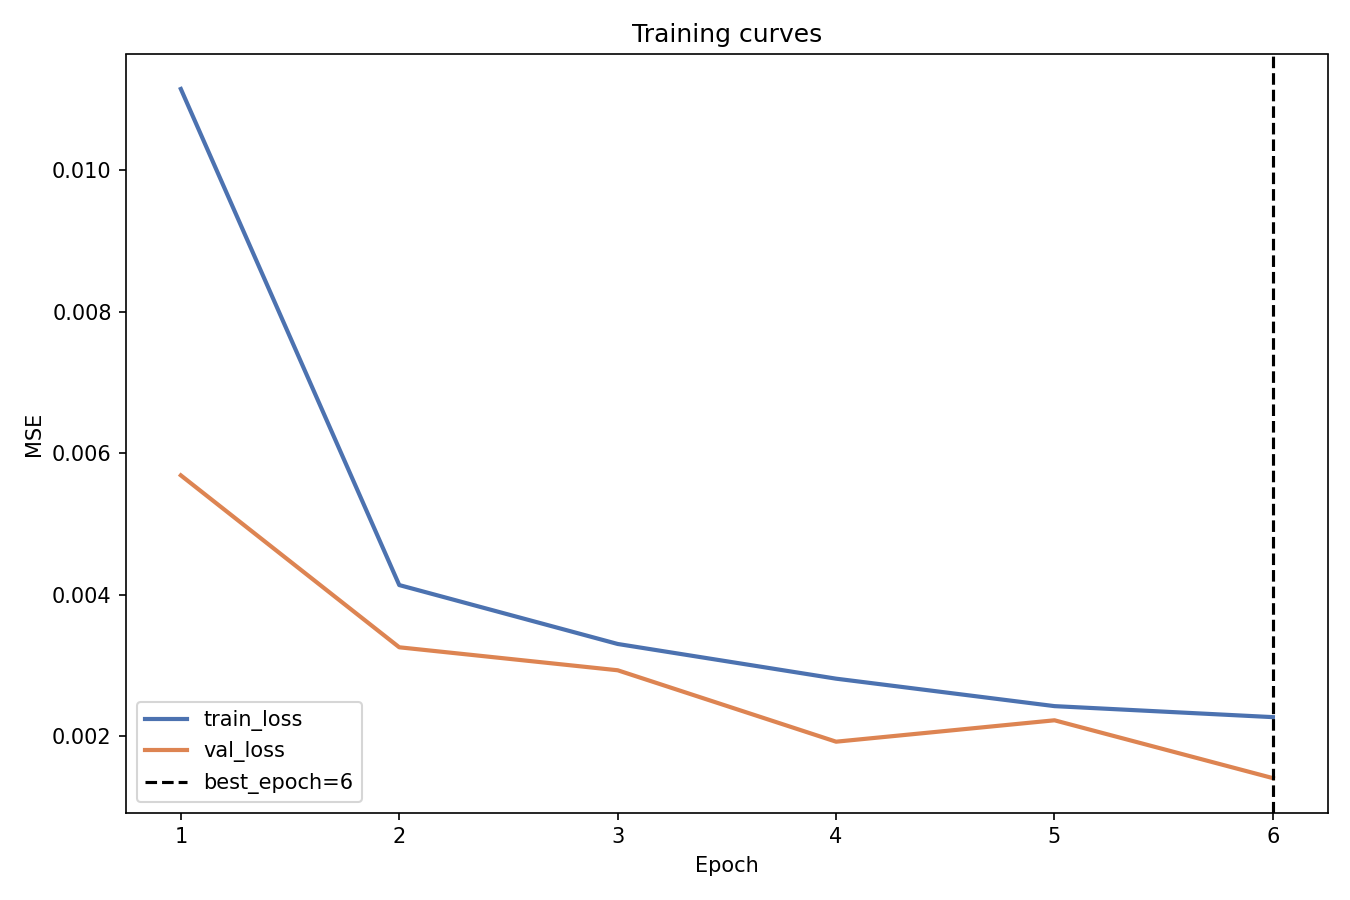 Training curves
0.010
0.008
0.006
0.004
0.002
MSE
train_loss
val_loss
best_epoch=6
1 2 3 4 5 6
Epoch